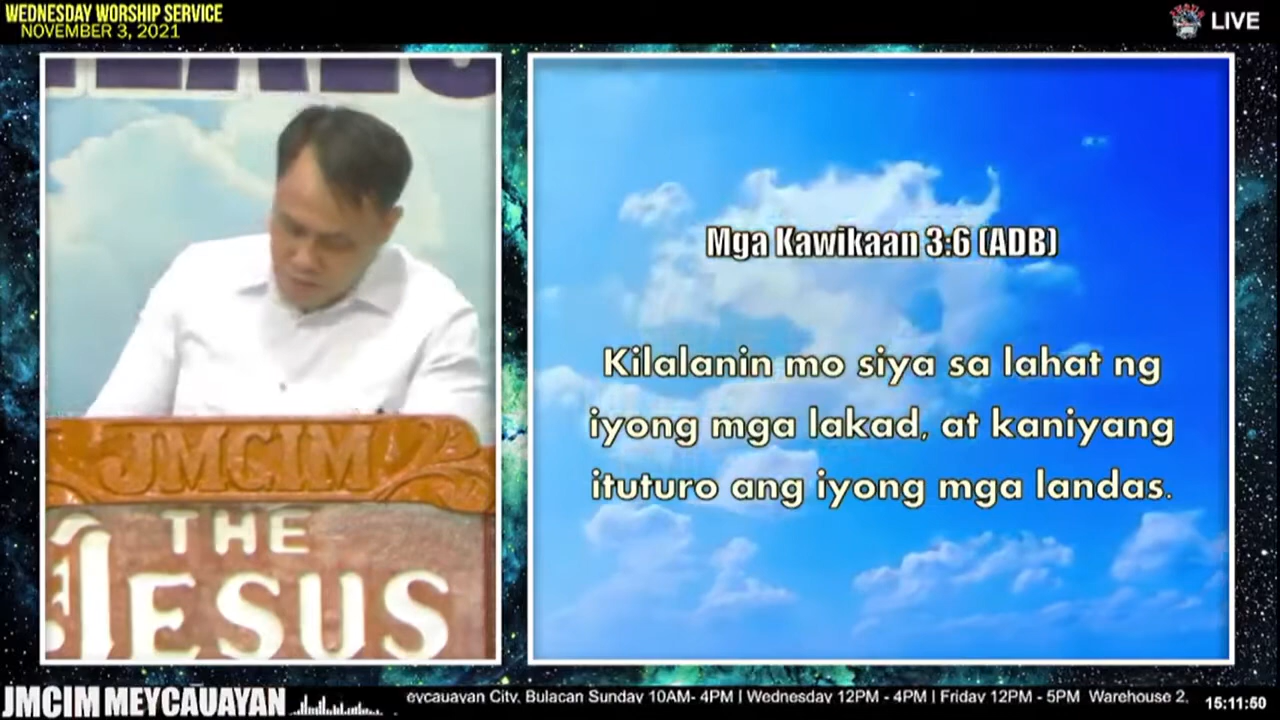 WEDNESDAY WORSHIP SERVICE
NOVEMBER 3, 2021
LIVE
JMCIM
THE
JESUS
Mga Kawikaan 3:6 (ADB)
Kilalanin mo siya sa lahat ng
iyong mga lakad, at kaniyang
ituturo ang iyong mga landas.
JMCIM MEYCAUAYAN
eycauayan City, Bulacan Sunday 10AM- 4PM | Wednesday 12PM - 4PM | Friday 12PM - 5PM Warehouse 2,
15:11:50